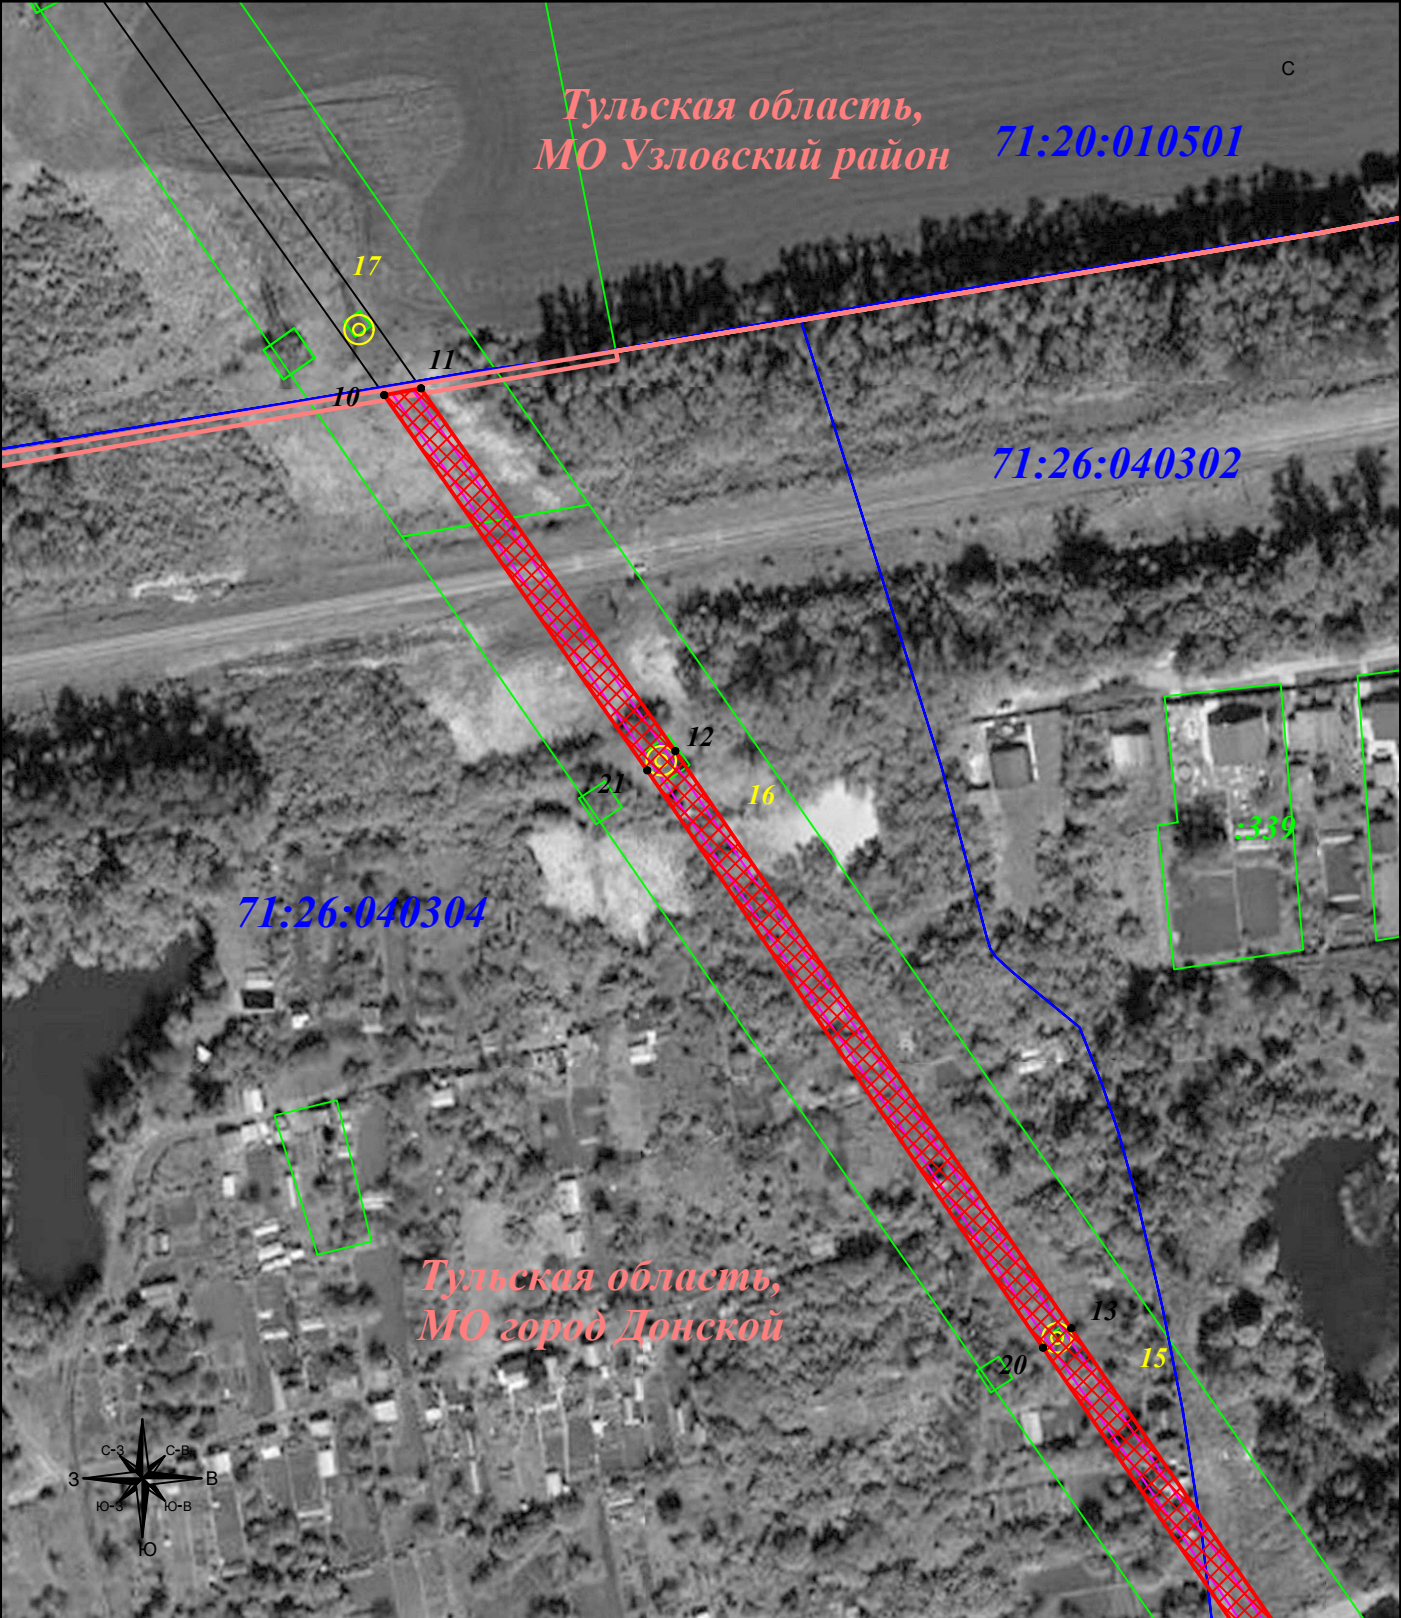 С
Тульская область,
МО Узловский район
71:20:010501
17
11
10
71:26:040302
12
21
16
:339
71:26:040304
Тульская область,
МО город Донской
13
20
15
С-З
С-В
З
В
Ю-З
Ю-В
Ю